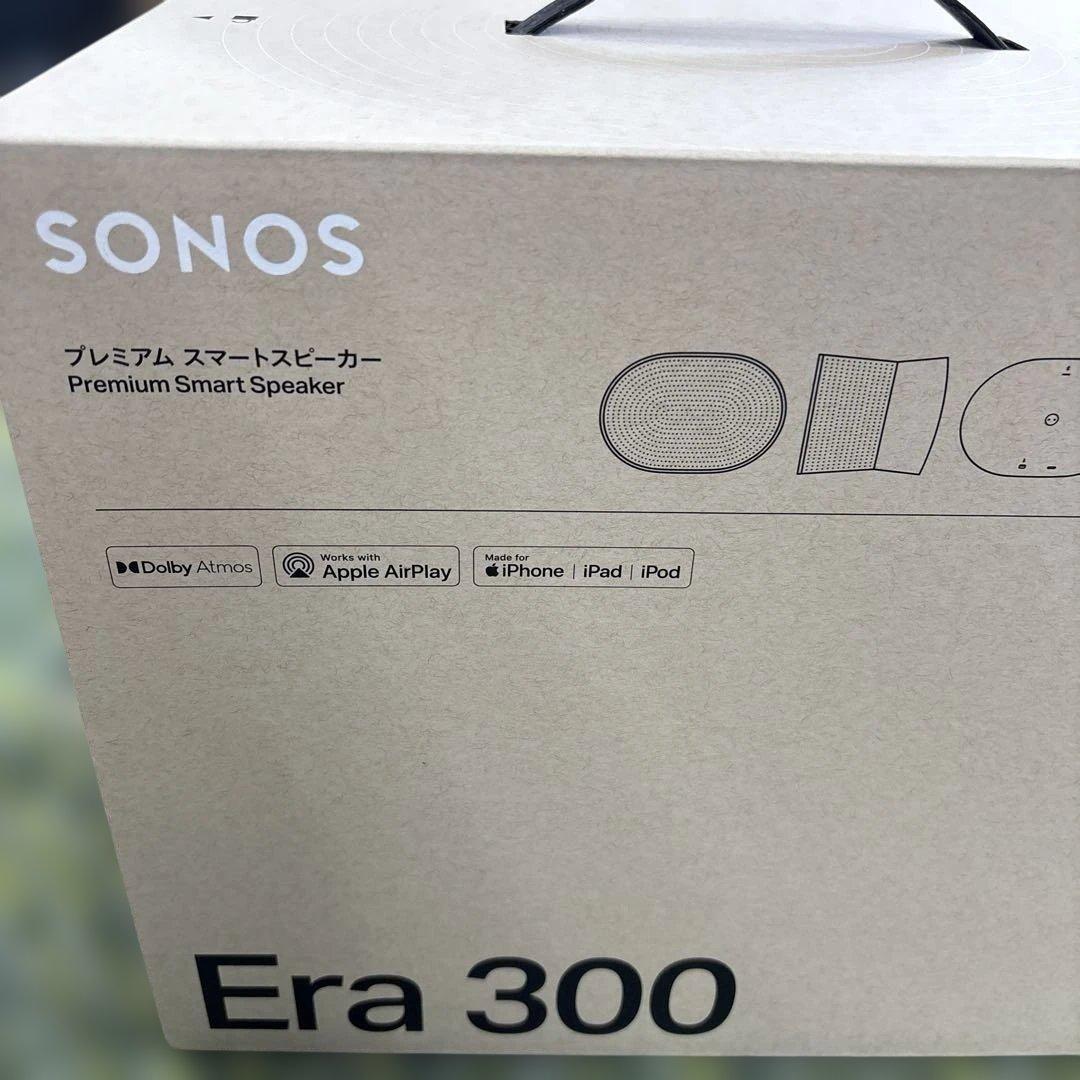 SONOS
プレミアム スマートスピーカー
Premium Smart Speaker
Dolby Atmos
Works with
Apple AirPlay
Made for
iPhone | iPad | iPod
Era 300